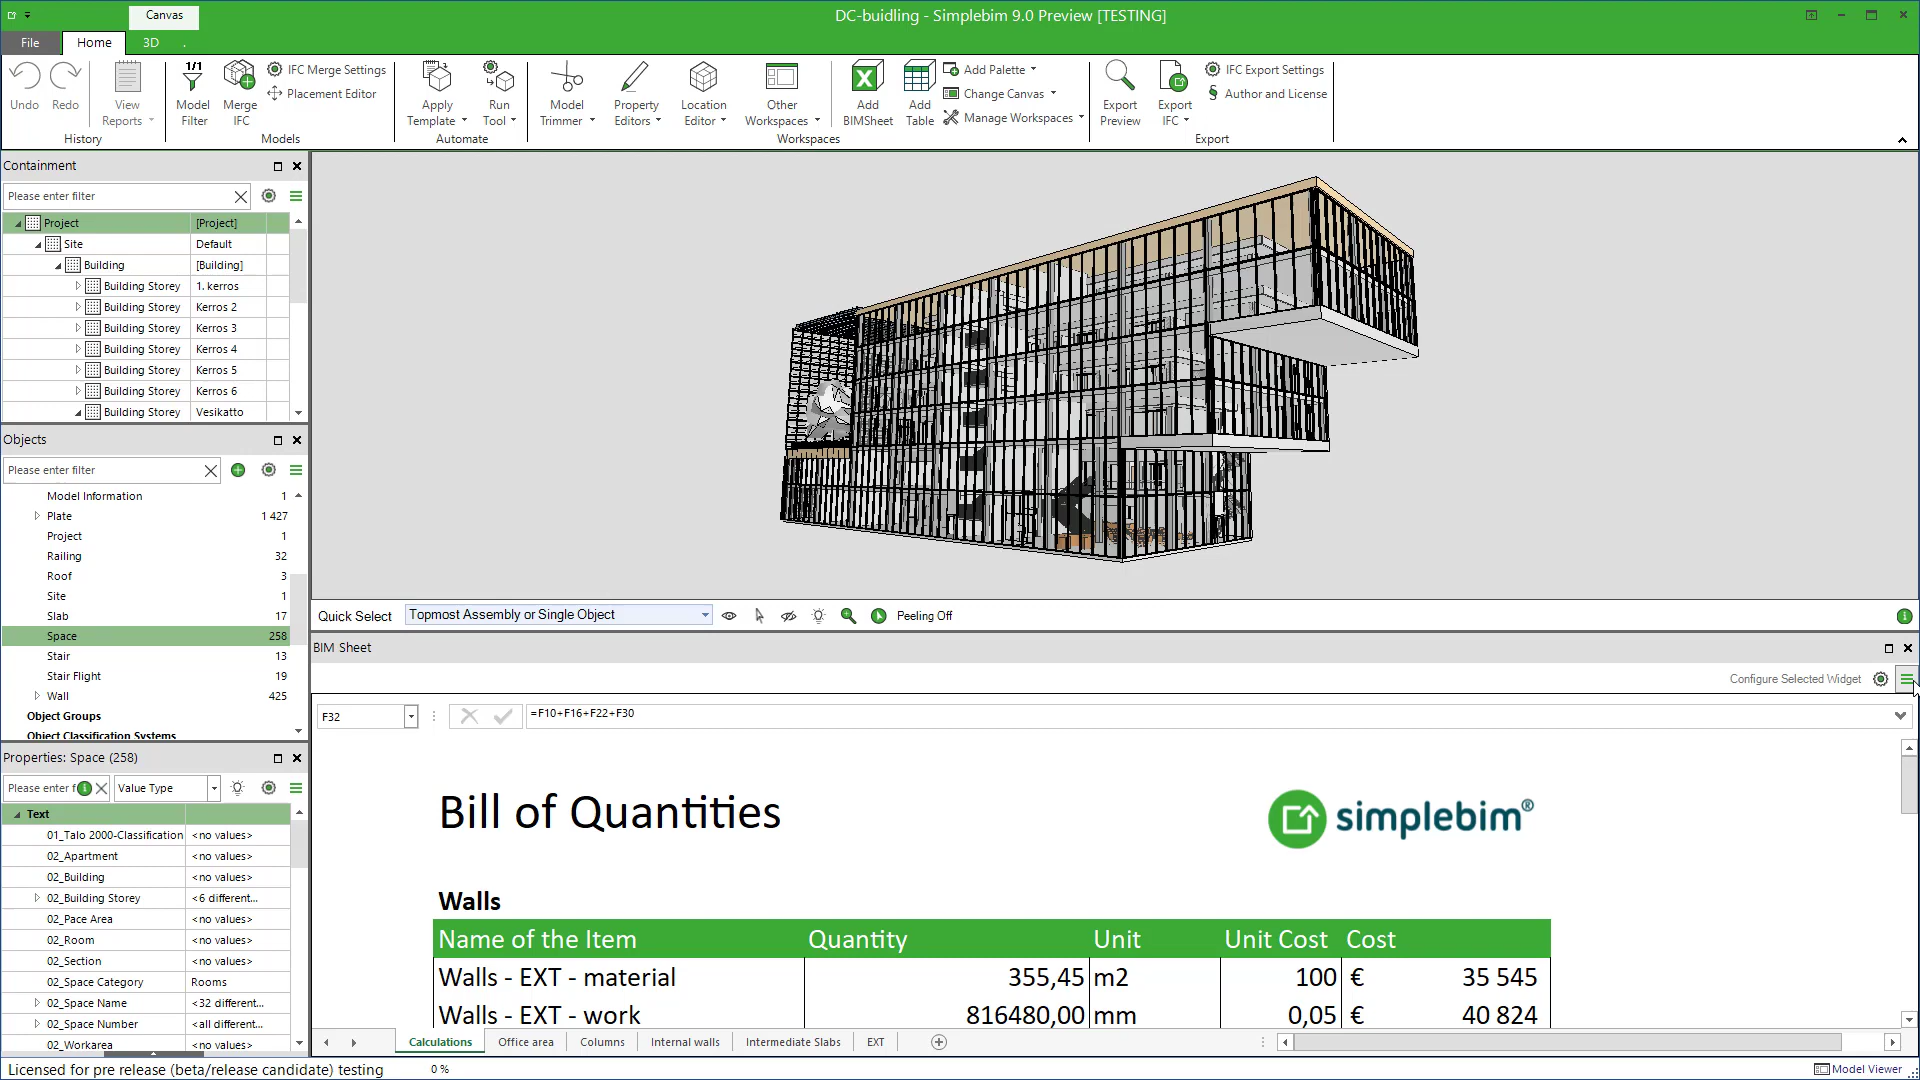 Canvas
DC-buidling - Simplebim 9.0 Preview [TESTING]
File
Home
3D
.
Undo
Redo
View Reports
History
1/1
Model Filter
Merge IFC
IFC Merge Settings
Placement Editor
Models
Apply Template
Run Tool
Automate
Model Trimmer
Property Editors
Location Editor
Other Workspaces
Add BIMSheet
Add Table
Add Palette
Change Canvas
Manage Workspaces
Workspaces
Export Preview
Export IFC
IFC Export Settings
Author and License
Export
Containment
Please enter filter
Project [Project]
Site Default
Building [Building]
Building Storey 1. kerros
Building Storey Kerros 2
Building Storey Kerros 3
Building Storey Kerros 4
Building Storey Kerros 5
Building Storey Kerros 6
Building Storey Vesikatto
Objects
Please enter filter
Model Information 1
Plate 1 427
Project 1
Railing 32
Roof 3
Site 1
Slab 17
Space 258
Stair 13
Stair Flight 19
Wall 425
Object Groups
Object Classification Systems
Properties: Space (258)
Please enter f
Value Type
Text
01_Talo 2000-Classification <no values>
02_Apartment <no values>
02_Building <no values>
02_Building Storey <6 different...
02_Pace Area <no values>
02_Room <no values>
02_Section <no values>
02_Space Category Rooms
02_Space Name <32 different...
02_Space Number <all different...
02_Workarea <no values>
Quick Select
Topmost Assembly or Single Object
Peeling Off
BIM Sheet
Configure Selected Widget
F32
=F10+F16+F22+F30
Bill of Quantities
simplebim®
Walls
Name of the Item Quantity Unit Unit Cost Cost
Walls - EXT - material 355,45 m2 100 € 35 545
Walls - EXT - work 816480,00 mm 0,05 € 40 824
Calculations
Office area
Columns
Internal walls
Intermediate Slabs
EXT
Licensed for pre release (beta/release candidate) testing
0 %
Model Viewer